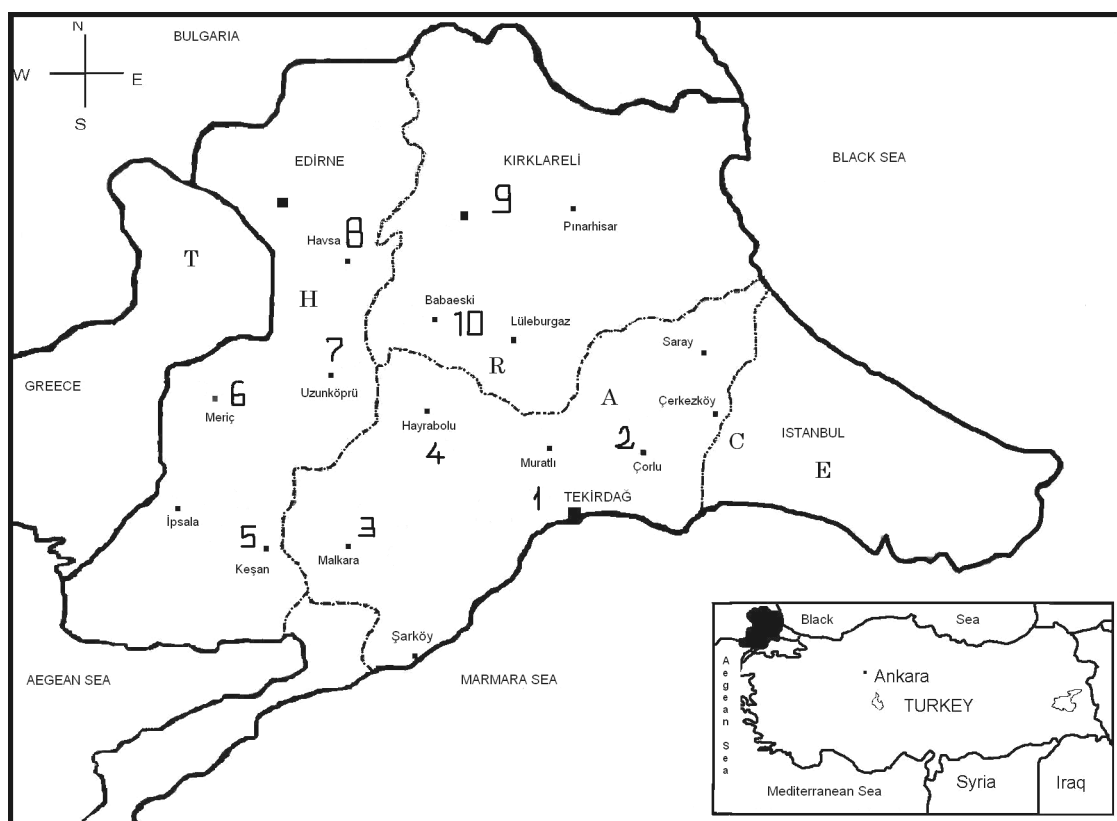 N
BULGARIA
W
E
S
EDİRNE
KIRKLARELİ
BLACK SEA
9
Pınarhisar
Havsa
8
T
H
Babaeski
10
Lüleburgaz
Saray
R
7
Uzunköprü
GREECE
6
Meriç
A
Çerkezköy
Hayrabolu
4
Muratlı
2
Çorlu
C
ISTANBUL
E
1
TEKİRDAĞ
İpsala
5
Keşan
3
Malkara
Şarköy
AEGEAN SEA
MARMARA SEA
Black
Sea
Aegean Sea
Ankara
TURKEY
Mediterranean Sea
Syria
Iraq